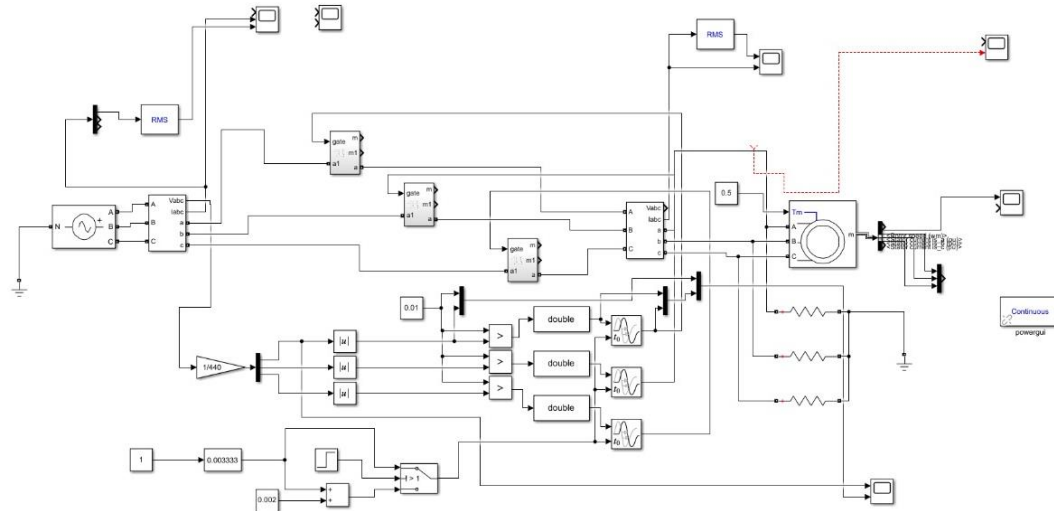 RMS
RMS
gate
m
m1
a1
a
gate
m
m1
a1
a
gate
m
m1
a1
a
N
A
B
C
A
B
C
Vabc
Iabc
a
b
c
A
B
C
Vabc
Iabc
a
b
c
0.5
Tm
A
B
C
m
Continuous
powergui
0.01
>
>
>
double
double
double
1/440
|u|
|u|
|u|
1
0.003333
0.002
+
+
> 1